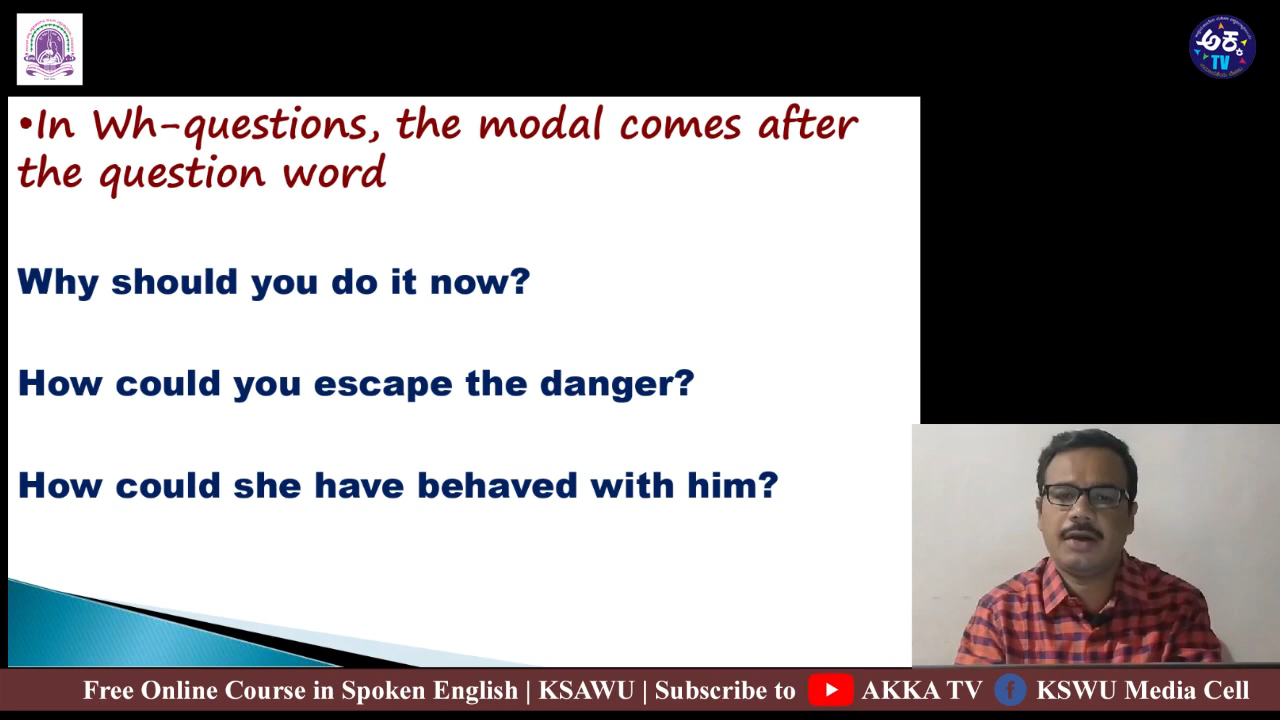 ಅಕ್ಕ
TV
•In Wh-questions, the modal comes after
the question word
Why should you do it now?
How could you escape the danger?
How could she have behaved with him?
Free Online Course in Spoken English | KSAWU | Subscribe to AKKA TV KSWU Media Cell